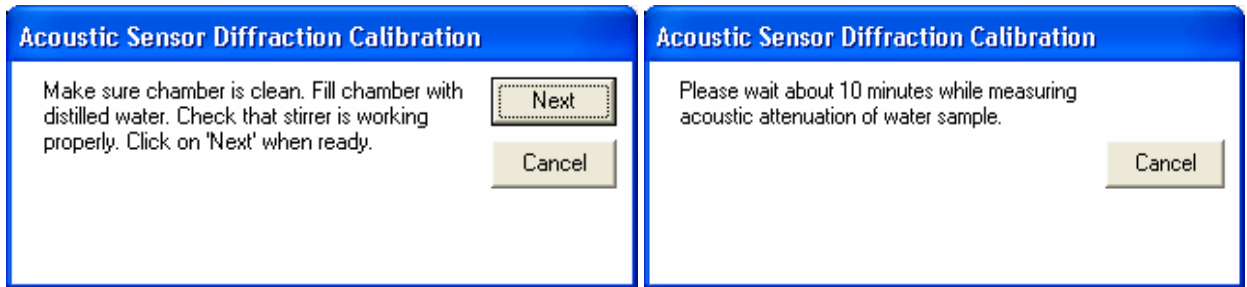 Acoustic Sensor Diffraction Calibration
Make sure chamber is clean. Fill chamber with
distilled water. Check that stirrer is working
properly. Click on 'Next' when ready.
Next
Cancel
Acoustic Sensor Diffraction Calibration
Please wait about 10 minutes while measuring
acoustic attenuation of water sample.
Cancel